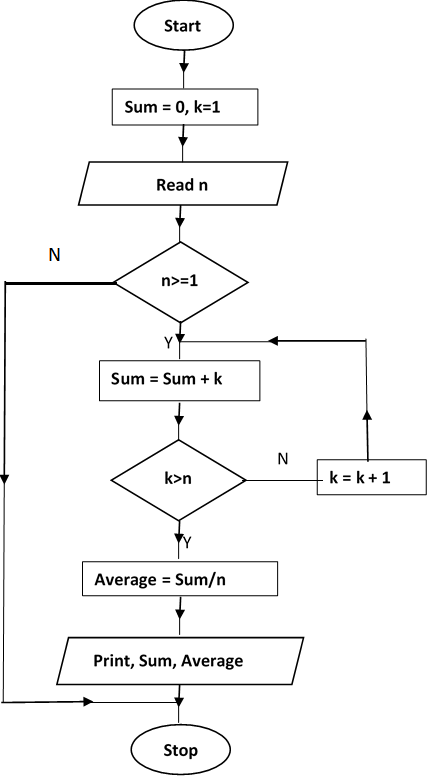 Start
Sum = 0, k=1
Read n
N
n>=1
Y
Sum = Sum + k
k>n
N
k = k + 1
Y
Average = Sum/n
Print, Sum, Average
Stop